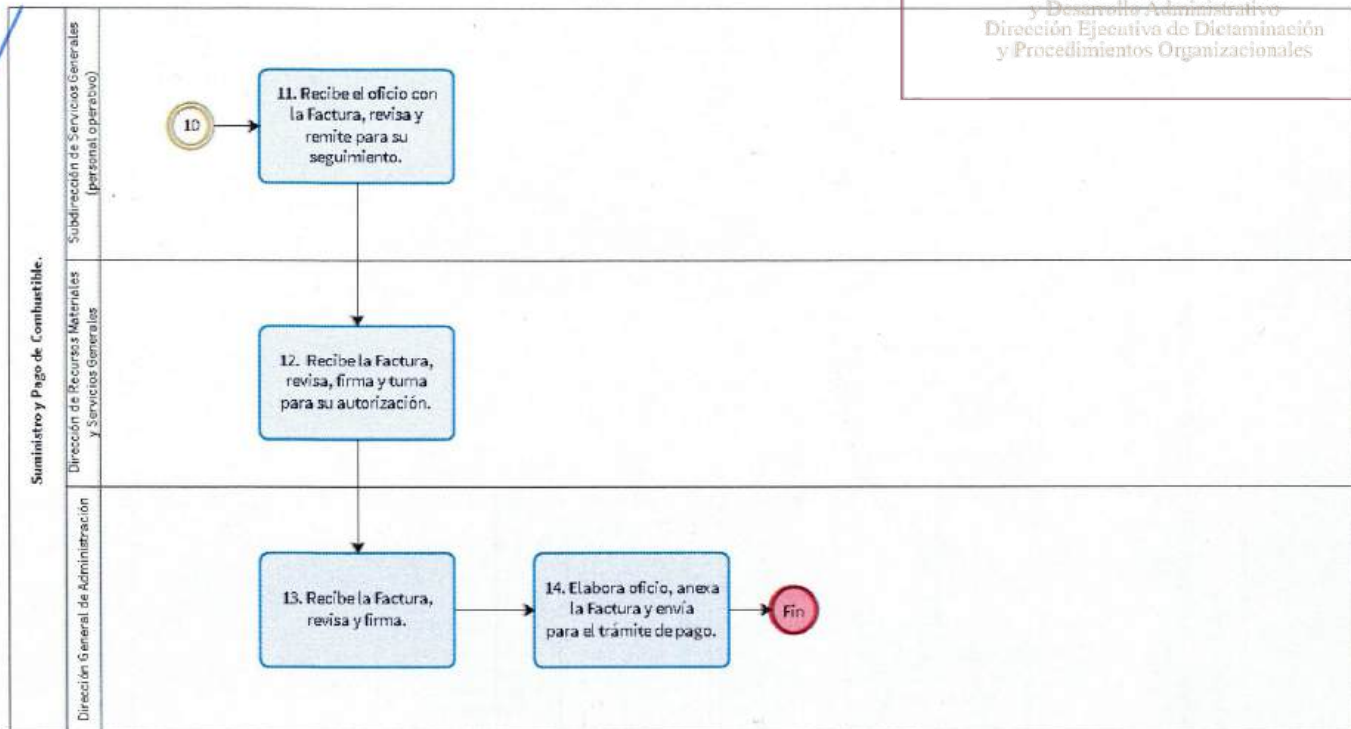 y Desarrollo Administrativo
Dirección Ejecutiva de Dictaminación
y Procedimientos Organizacionales
Suministro y Pago de Combustible.
Subdirección de Servicios Generales
(personal operativo)
10
11. Recibe el oficio con
la Factura, revisa y
remite para su
seguimiento.
Dirección de Recursos Materiales
y Servicios Generales
12. Recibe la Factura,
revisa, firma y turna
para su autorización.
Dirección General de Administración
13. Recibe la Factura,
revisa y firma.
14. Elabora oficio, anexa
la Factura y envía
para el trámite de pago.
Fin